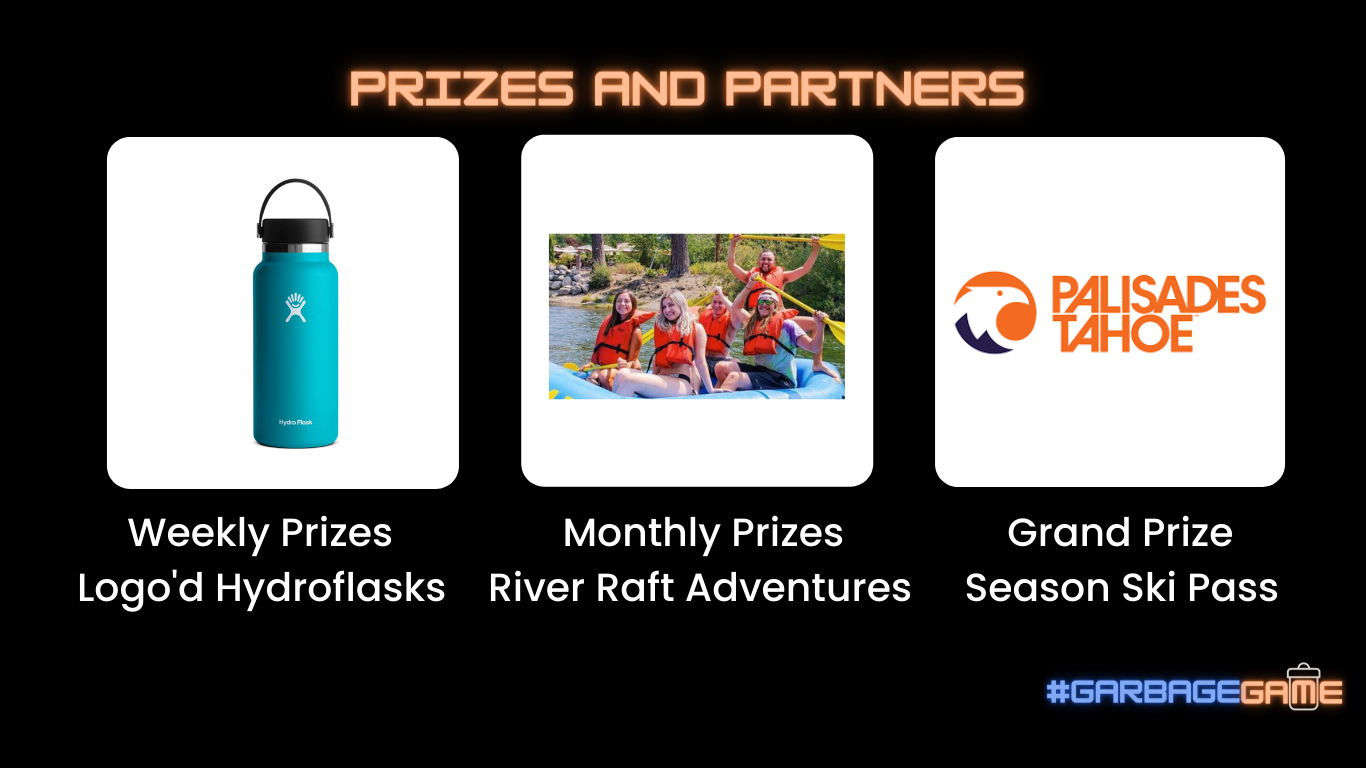 PRIZES AND PARTNERS
Hydro Flask
PALISADES
TAHOE
Weekly Prizes
Logo'd Hydroflasks
Monthly Prizes
River Raft Adventures
Grand Prize
Season Ski Pass
#GARBAGEGAME